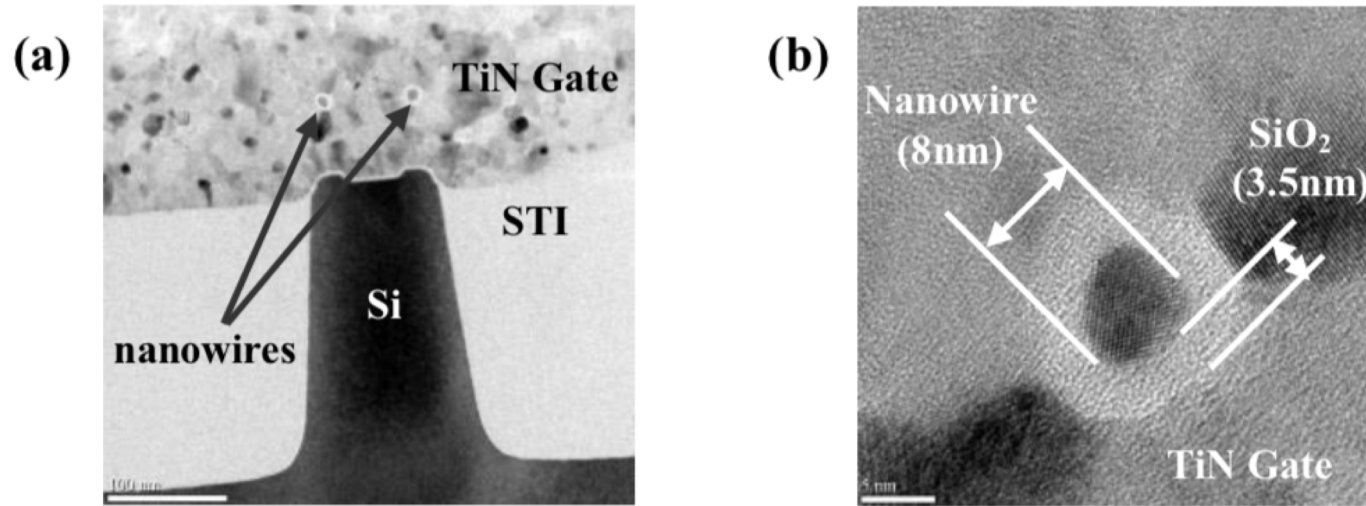 (a)
TiN Gate
STI
Si
nanowires
100 nm
(b)
Nanowire
(8nm)
SiO₂
(3.5nm)
TiN Gate
5 nm